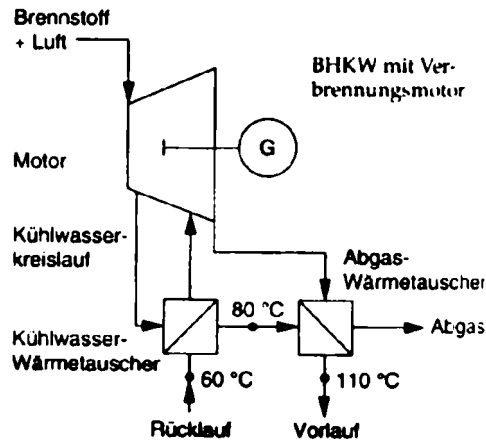 Brennstoff
+ Luft
BHKW mit Ver-
brennungsmotor
G
Motor
Kühlwasser-
kreislauf
Abgas-
Wärmetauscher
80 °C
Abgas
Kühlwasser-
Wärmetauscher
60 °C
110 °C
Rücklauf
Vorlauf